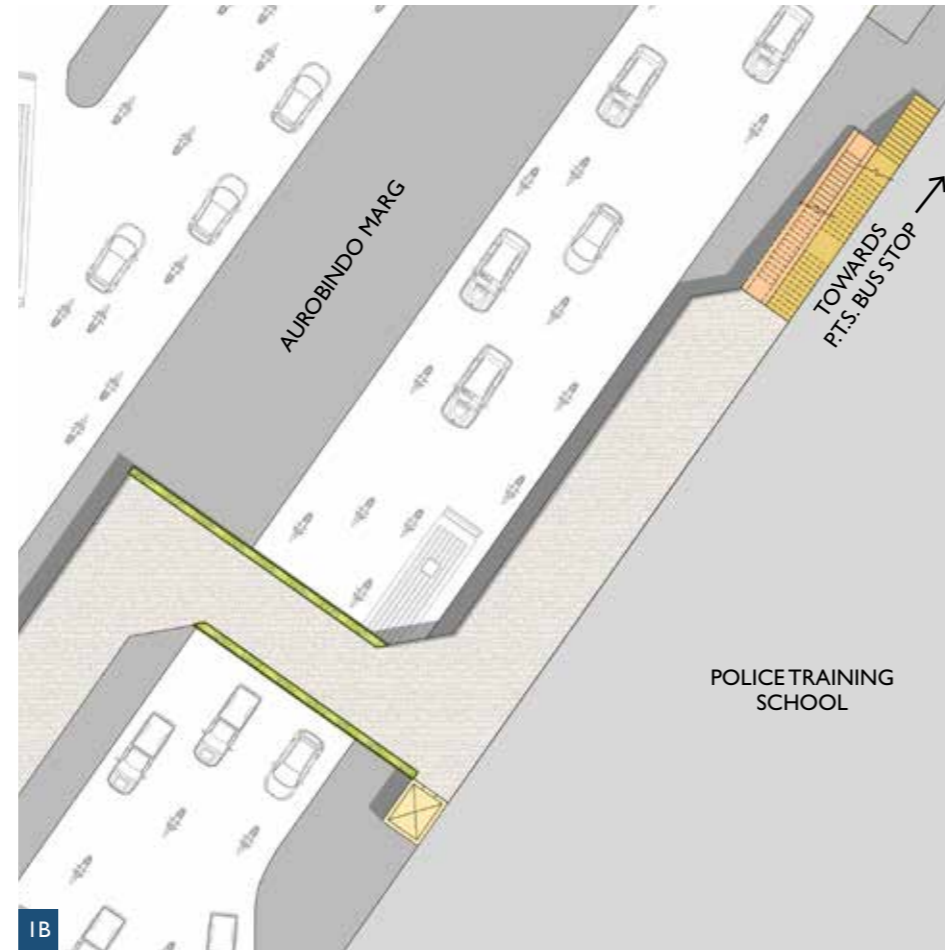 AUROBINDO MARG
TOWARDS
P.T.S. BUS STOP
POLICE TRAINING
SCHOOL
1B